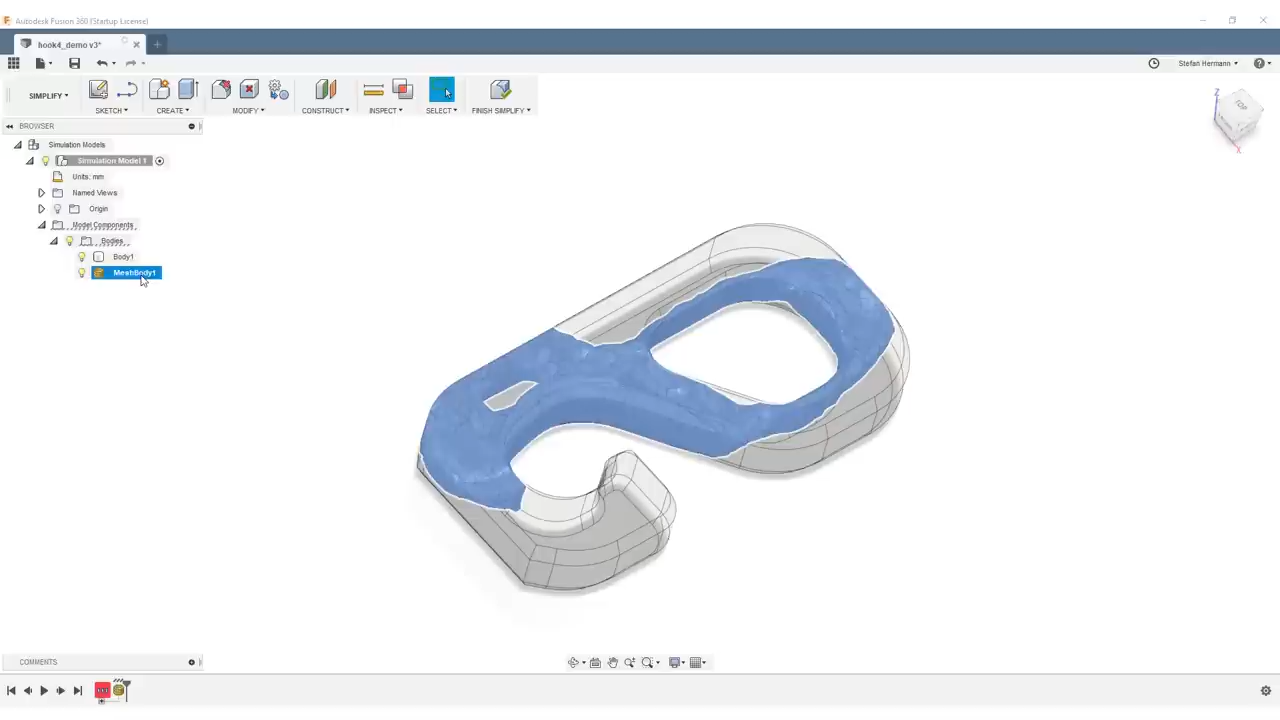 Autodesk Fusion 360 (Startup License)
hook4_demo v3*
Stefan Hermann
SIMPLIFY
SKETCH
CREATE
MODIFY
CONSTRUCT
INSPECT
SELECT
FINISH SIMPLIFY
BROWSER
Simulation Models
Simulation Model 1
Units: mm
Named Views
Origin
Model Components
Bodies
Body1
MeshBody1
Z
TOP
X
COMMENTS